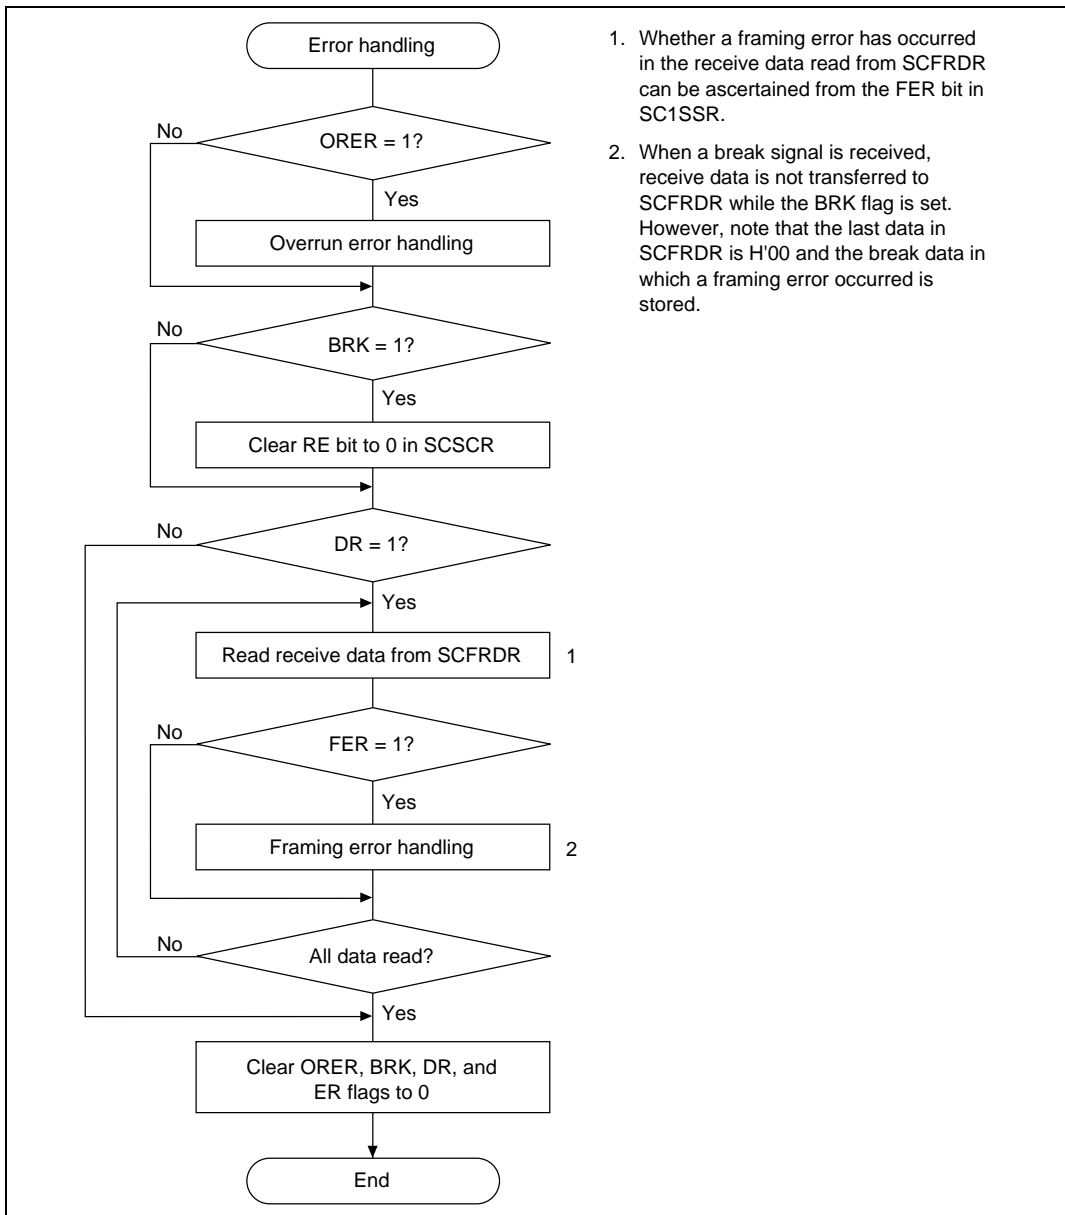 Error handling
No
ORER = 1?
Yes
Overrun error handling
No
BRK = 1?
Yes
Clear RE bit to 0 in SCSCR
No
DR = 1?
Yes
Read receive data from SCFRDR
1
No
FER = 1?
Yes
Framing error handling
2
No
All data read?
Yes
Clear ORER, BRK, DR, and
ER flags to 0
End
1. Whether a framing error has occurred
in the receive data read from SCFRDR
can be ascertained from the FER bit in
SC1SSR.
2. When a break signal is received,
receive data is not transferred to
SCFRDR while the BRK flag is set.
However, note that the last data in
SCFRDR is H'00 and the break data in
which a framing error occurred is
stored.